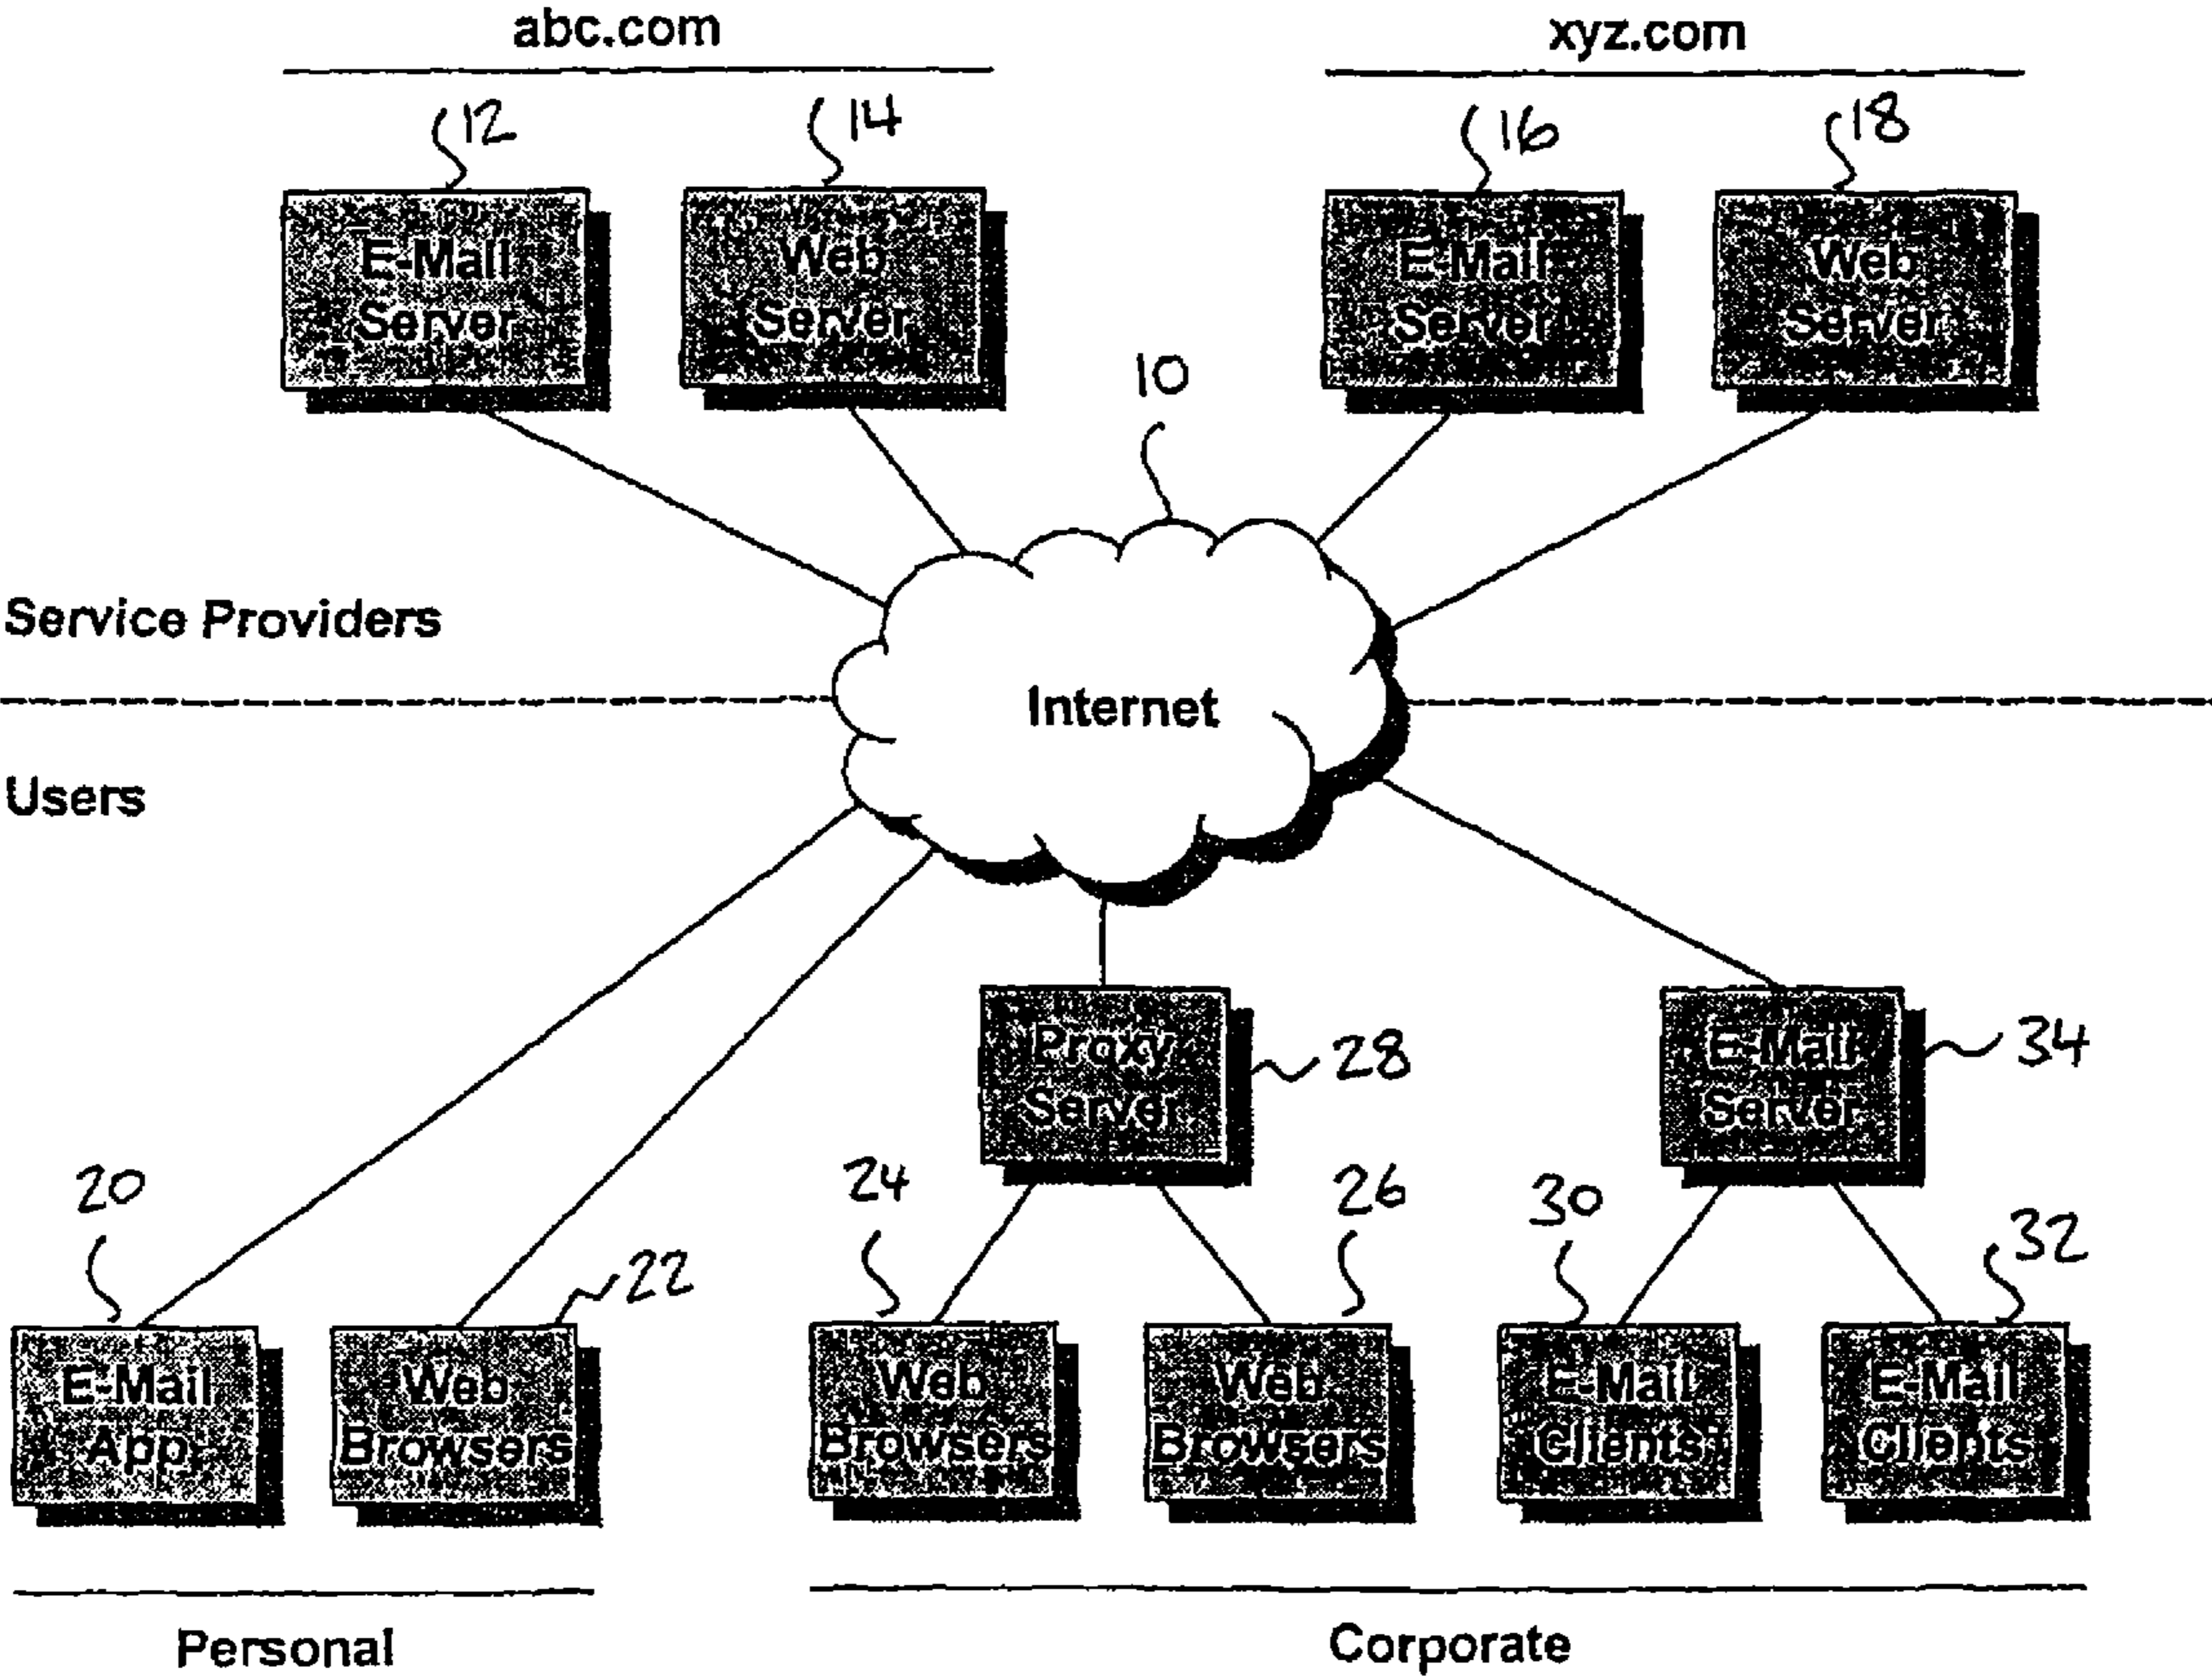 abc.com
xyz.com
12
14
16
18
E-Mail
Server
Web
Server
E-Mail
Server
Web
Server
10
Service Providers
Internet
Users
Proxy
Server
28
E-Mail
Server
34
20
22
24
26
30
32
E-Mail
App.
Web
Browsers
Web
Browsers
Web
Browsers
E-Mail
Clients
E-Mail
Clients
Personal
Corporate